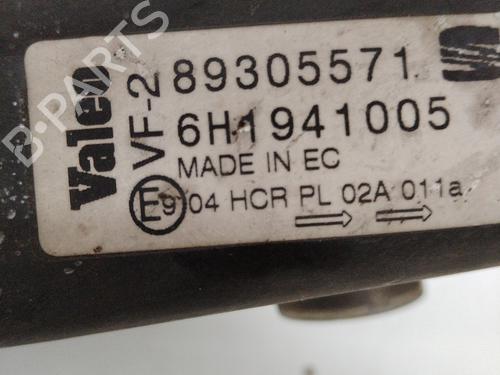 Valeo
VF-2
89305571
6H1941005
MADE IN EC
E9 04 HCR PL 02A 011a
B-PARTS